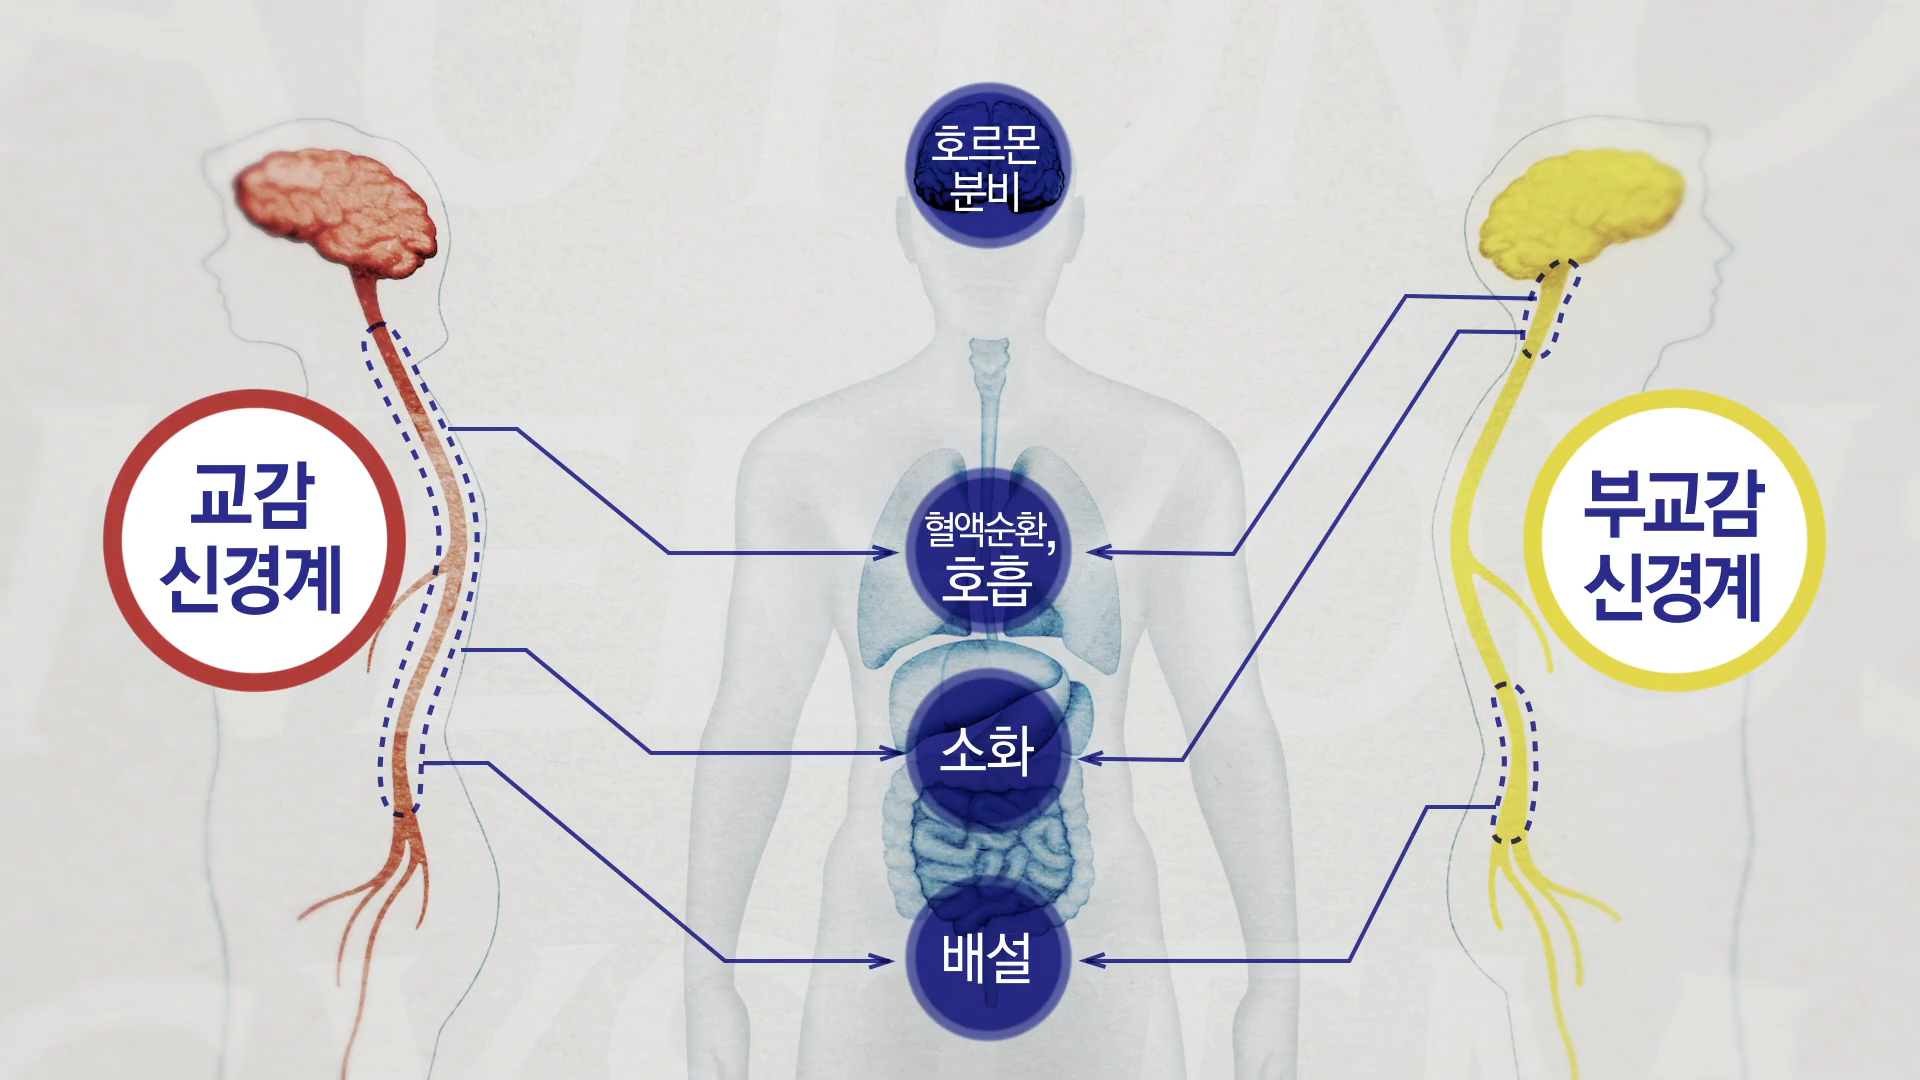 호르몬
분비
교감
신경계
혈액순환,
호흡
소화
배설
부교감
신경계